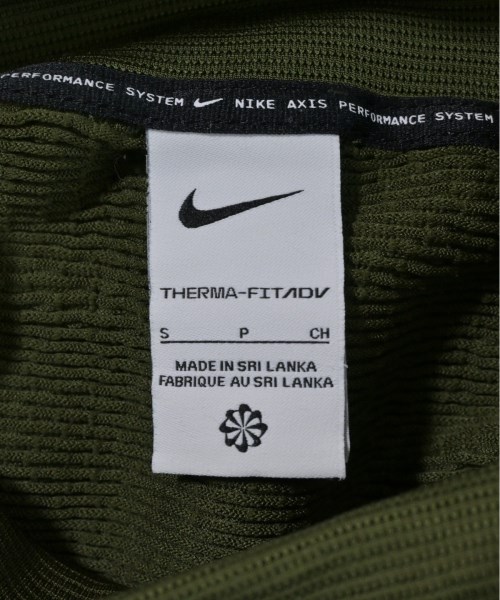 PERFORMANCE SYSTEM NIKE AXIS PERFORMANCE SYSTEM
THERMA-FITADV
S P CH
MADE IN SRI LANKA
FABRIQUE AU SRI LANKA